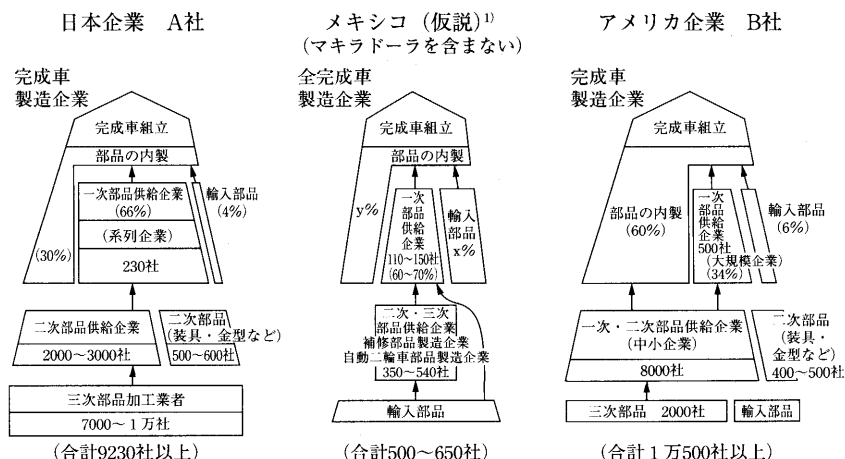 日本企業 A社
完成車
製造企業
完成車組立
部品の内製
一次部品供給企業
(66%)
(系列企業)
230社
輸入部品
(4%)
(30%)
二次部品供給企業
2000～3000社
二次部品
(装具・金型など)
500～600社
三次部品加工業者
7000～1万社
(合計9230社以上)
メキシコ(仮説)1)
(マキラドーラを含まない)
全完成車
製造企業
完成車組立
部品の内製
y%
一次
部品
供給
企業
110～150社
(60～70%)
輸入
部品
x%
二次・三次
部品供給企業
補修部品製造企業
自動二輪車部品製造企業
350～540社
輸入部品
(合計500～650社)
アメリカ企業 B社
完成車
製造企業
完成車組立
部品の内製
(60%)
一次
部品
供給
企業
500社
(大規模企業)
(34%)
輸入部品
(6%)
一次・二次部品供給企業
(中小企業)
8000社
二次部品
(装具・
金型など)
400～500社
三次部品 2000社
輸入部品
(合計1万500社以上)